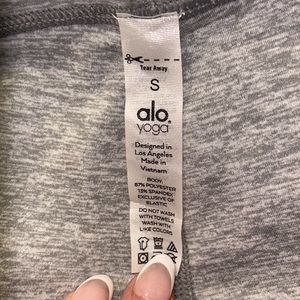 Tear Away
S
alo®
yoga
Designed in
Los Angeles
Made in
Vietnam
BODY:
87% POLYESTER
13% SPANDEX
EXCLUSIVE OF
ELASTIC
DO NOT WASH
WITH TOWELS
WASH WITH
LIKE COLORS